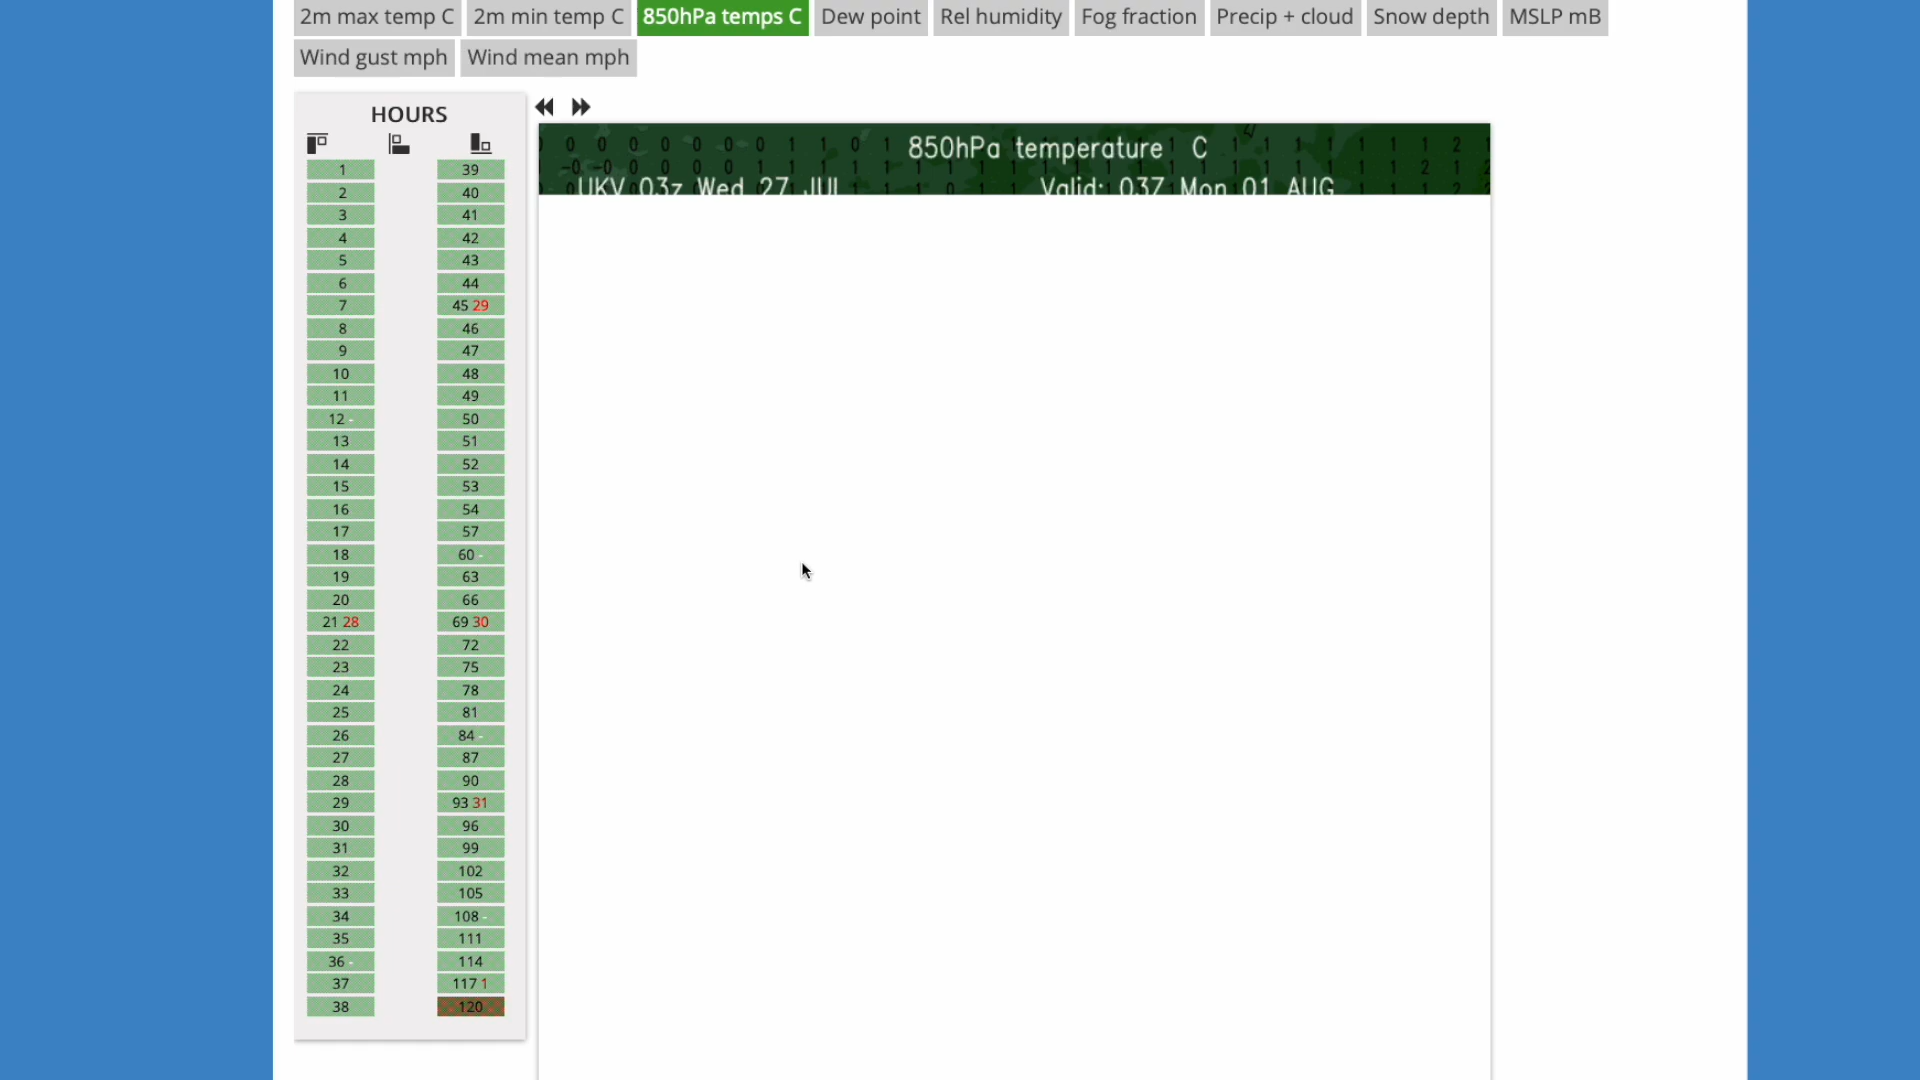 2m max temp C 2m min temp C 850hPa temps C Dew point Rel humidity Fog fraction Precip + cloud Snow depth MSLP mB
Wind gust mph Wind mean mph
HOURS
1 39
2 40
3 41
4 42
5 43
6 44
7 45 29
8 46
9 47
10 48
11 49
12 - 50
13 51
14 52
15 53
16 54
17 57
18 60 -
19 63
20 66
21 28 69 30
22 72
23 75
24 78
25 81
26 84 -
27 87
28 90
29 93 31
30 96
31 99
32 102
33 105
34 108 -
35 111
36 - 114
37 117 1
38 120
850hPa temperature C
UKV 03z Wed 27 JUL Valid: 03Z Mon 01 AUG